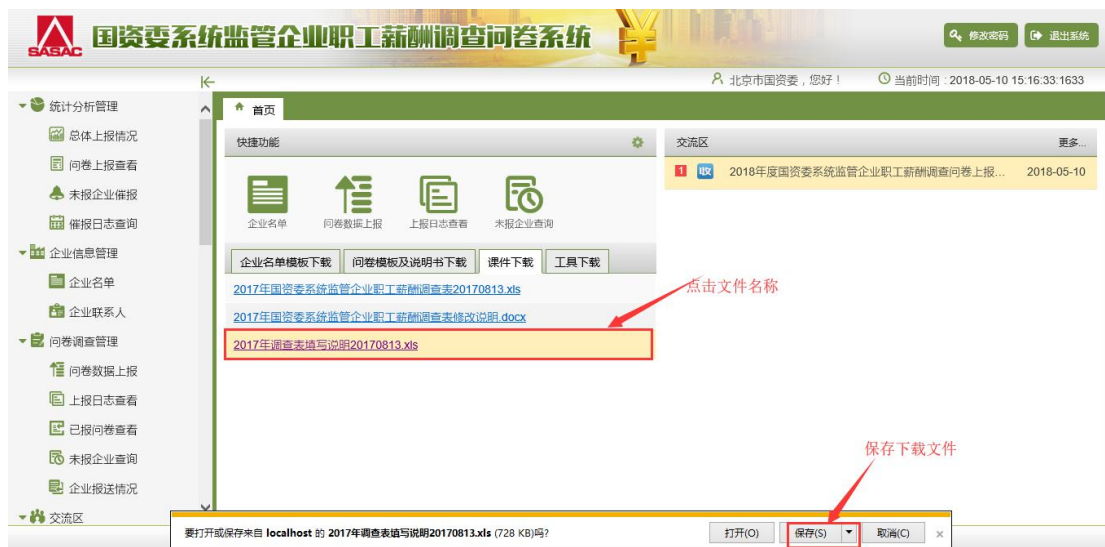 SASAC
国资委系统监管企业职工薪酬调查问卷系统
修改密码 退出系统
北京市国资委，您好！ 当前时间：2018-05-10 15:16:33:1633
统计分析管理
总体上报情况
问卷上报查看
未报企业催报
催报日志查询
企业信息管理
企业名单
企业联系人
问卷调查管理
问卷数据上报
上报日志查看
已报问卷查看
未报企业查询
企业报送情况
交流区
首页
快捷功能
企业名单 问卷数据上报 上报日志查看 未报企业查询
企业名单模板下载 问卷模板及说明书下载 课件下载 工具下载
2017年国资委系统监管企业职工薪酬调查表20170813.xls
2017年国资委系统监管企业职工薪酬调查表修改说明.docx
2017年调查表填写说明20170813.xls
交流区 更多...
1 收 2018年度国资委系统监管企业职工薪酬调查问卷上报... 2018-05-10
点击文件名称
保存下载文件
要打开或保存来自 localhost 的 2017年调查表填写说明20170813.xls (728 KB)吗?
打开(O) 保存(S) 取消(C) ×